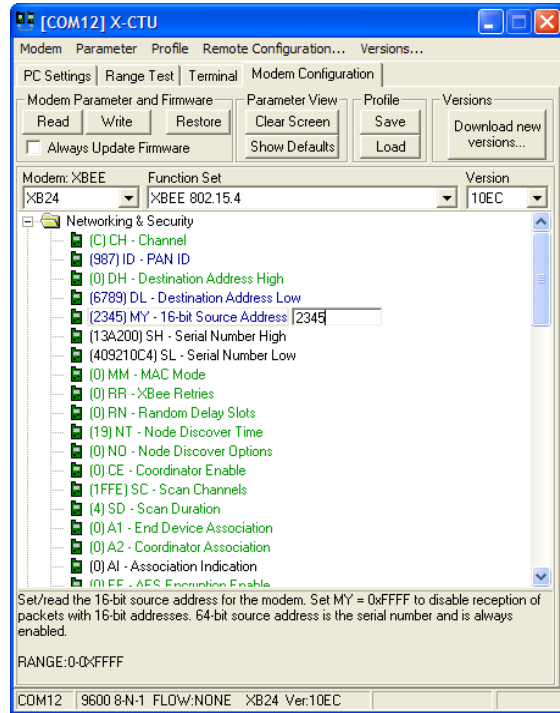 [COM12] X-CTU
Modem Parameter Profile Remote Configuration... Versions...
PC Settings Range Test Terminal Modem Configuration
Modem Parameter and Firmware Parameter View Profile Versions
Read Write Restore Clear Screen Save Download new versions...
Always Update Firmware Show Defaults Load
Modem: XBEE Function Set Version
XB24 XBEE 802.15.4 10EC
Networking & Security
(C) CH - Channel
(987) ID - PAN ID
(0) DH - Destination Address High
(6789) DL - Destination Address Low
(2345) MY - 16-bit Source Address 2345
(13A200) SH - Serial Number High
(409210C4) SL - Serial Number Low
(0) MM - MAC Mode
(0) RR - XBee Retries
(0) RN - Random Delay Slots
(19) NT - Node Discover Time
(0) NO - Node Discover Options
(0) CE - Coordinator Enable
(1FFE) SC - Scan Channels
(4) SD - Scan Duration
(0) A1 - End Device Association
(0) A2 - Coordinator Association
(0) AI - Association Indication
(0) EE - AES Encryption Enable
Set/read the 16-bit source address for the modem. Set MY = 0xFFFF to disable reception of
packets with 16-bit addresses. 64-bit source address is the serial number and is always
enabled.
RANGE:0-0XFFFF
COM12 9600 8-N-1 FLOW:NONE XB24 Ver:10EC